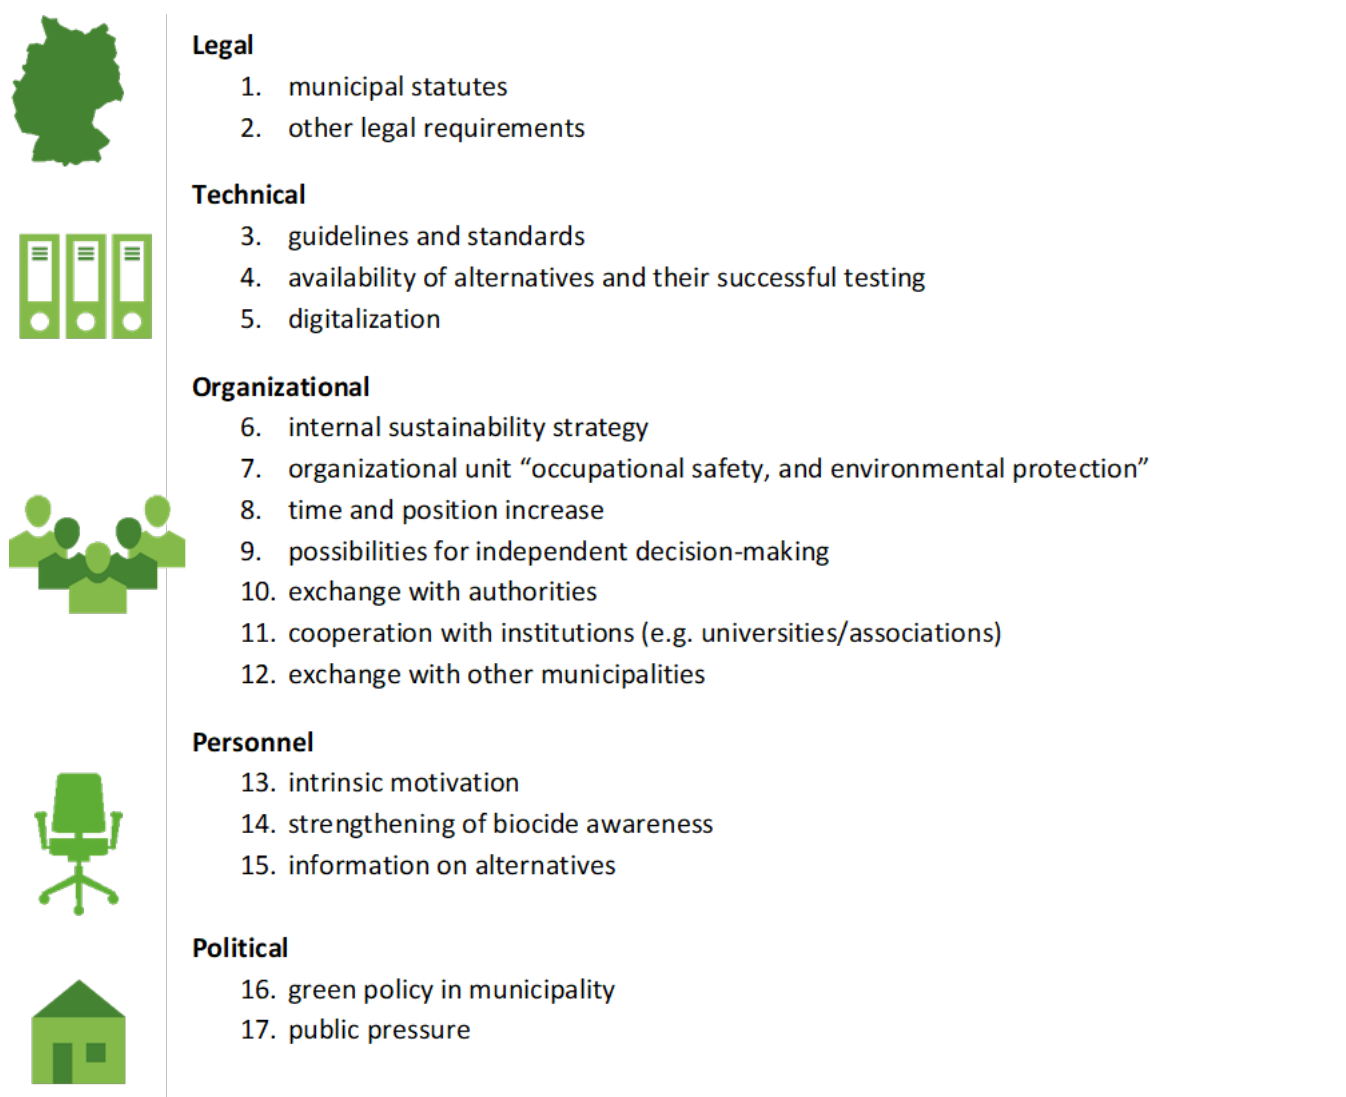 Legal
1. municipal statutes
2. other legal requirements
Technical
3. guidelines and standards
4. availability of alternatives and their successful testing
5. digitalization
Organizational
6. internal sustainability strategy
7. organizational unit “occupational safety, and environmental protection”
8. time and position increase
9. possibilities for independent decision-making
10. exchange with authorities
11. cooperation with institutions (e.g. universities/associations)
12. exchange with other municipalities
Personnel
13. intrinsic motivation
14. strengthening of biocide awareness
15. information on alternatives
Political
16. green policy in municipality
17. public pressure